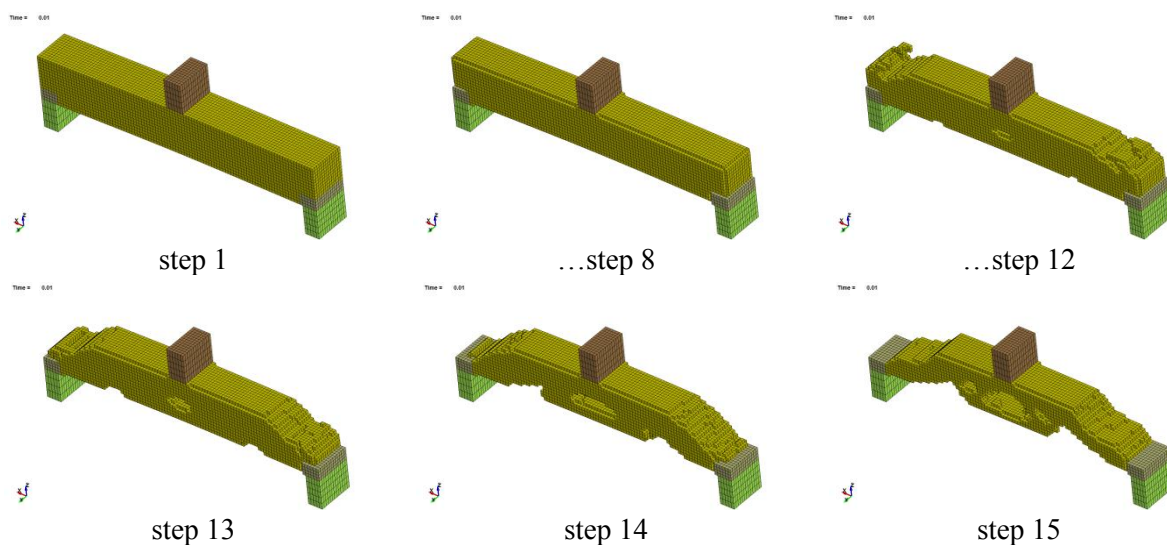 Time = 0.01
Time = 0.01
Time = 0.01
step 1
…step 8
…step 12
Time = 0.01
Time = 0.01
Time = 0.01
step 13
step 14
step 15